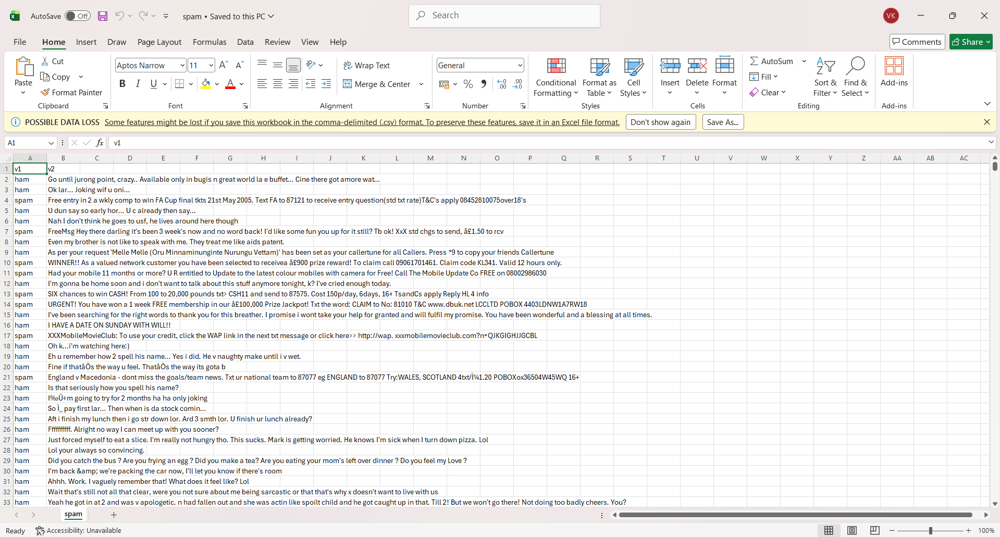 AutoSave Off spam • Saved to this PC Search VK
File Home Insert Draw Page Layout Formulas Data Review View Help Comments Share
Paste Cut Copy Format Painter Clipboard
Aptos Narrow 11 B I U A Font
Wrap Text Merge & Center Alignment
General % Number
Conditional Formatting Format as Table Cell Styles Styles
Insert Delete Format Cells
AutoSum Fill Clear Sort & Filter Find & Select Editing
Add-ins Add-ins
POSSIBLE DATA LOSS Some features might be lost if you save this workbook in the comma-delimited (.csv) format. To preserve these features, save it in an Excel file format. Don't show again Save As...
A1 fx v1
A B C D E F G H I J K L M N O P Q R S T U V W X Y Z AA AB AC
1 v1 v2
2 ham Go until jurong point, crazy.. Available only in bugis n great world la e buffet... Cine there got amore wat...
3 ham Ok lar... Joking wif u oni...
4 spam Free entry in 2 a wkly comp to win FA Cup final tkts 21st May 2005. Text FA to 87121 to receive entry question(std txt rate)T&C's apply 08452810075over18's
5 ham U dun say so early hor... U c already then say...
6 ham Nah I don't think he goes to usf, he lives around here though
7 spam FreeMsg Hey there darling it's been 3 week's now and no word back! I'd like some fun you up for it still? Tb ok! XxX std chgs to send, å£1.50 to rcv
8 ham Even my brother is not like to speak with me. They treat me like aids patent.
9 ham As per your request 'Melle Melle (Oru Minnaminunginte Nurungu Vettam)' has been set as your callertune for all Callers. Press *9 to copy your friends Callertune
10 spam WINNER!! As a valued network customer you have been selected to receivea å£900 prize reward! To claim call 09061701461. Claim code KL341. Valid 12 hours only.
11 spam Had your mobile 11 months or more? U R entitled to Update to the latest colour mobiles with camera for Free! Call The Mobile Update Co FREE on 08002986030
12 ham I'm gonna be home soon and i don't want to talk about this stuff anymore tonight, k? I've cried enough today.
13 spam SIX chances to win CASH! From 100 to 20,000 pounds txt> CSH11 and send to 87575. Cost 150p/day, 6days, 16+ TsandCs apply Reply HL 4 info
14 spam URGENT! You have won a 1 week FREE membership in our å£100,000 Prize Jackpot! Txt the word: CLAIM to No: 81010 T&C www.dbuk.net LCCLTD POBOX 4403LDNW1A7RW18
15 ham I've been searching for the right words to thank you for this breather. I promise i wont take your help for granted and will fulfil my promise. You have been wonderful and a blessing at all times.
16 ham I HAVE A DATE ON SUNDAY WITH WILL!!
17 spam XXXMobileMovieClub: To use your credit, click the WAP link in the next txt message or click here>> http://wap. xxxmobilemovieclub.com?n=QJKGIGHJJGCBL
18 ham Oh k...i'm watching here:)
19 ham Eh u remember how 2 spell his name... Yes i did. He v naughty make until i v wet.
20 ham Fine if thatåÕs the way u feel. ThatåÕs the way its gota b
21 spam England v Macedonia - dont miss the goals/team news. Txt ur national team to 87077 eg ENGLAND to 87077 Try:WALES, SCOTLAND 4txt/Ì¼1.20 POBOXox36504W45WQ 16+
22 ham Is that seriously how you spell his name?
23 ham I‰Û÷m going to try for 2 months ha ha only joking
24 ham So Ì_ pay first lar... Then when is da stock comin...
25 ham Aft i finish my lunch then i go str down lor. Ard 3 smth lor. U finish ur lunch already?
26 ham Ffffffffff. Alright no way I can meet up with you sooner?
27 ham Just forced myself to eat a slice. I'm really not hungry tho. This sucks. Mark is getting worried. He knows I'm sick when I turn down pizza. Lol
28 ham Lol your always so convincing.
29 ham Did you catch the bus ? Are you frying an egg ? Did you make a tea? Are you eating your mom's left over dinner ? Do you feel my Love ?
30 ham I'm back &amp; we're packing the car now, I'll let you know if there's room
31 ham Ahhh. Work. I vaguely remember that! What does it feel like? Lol
32 ham Wait that's still not all that clear, were you not sure about me being sarcastic or that that's why x doesn't want to live with us
33 ham Yeah he got in at 2 and was v apologetic. n had fallen out and she was actin like spoilt child and he got caught up in that. Till 2! But we won't go there! Not doing too badly cheers. You?
spam
Ready Accessibility: Unavailable 100%